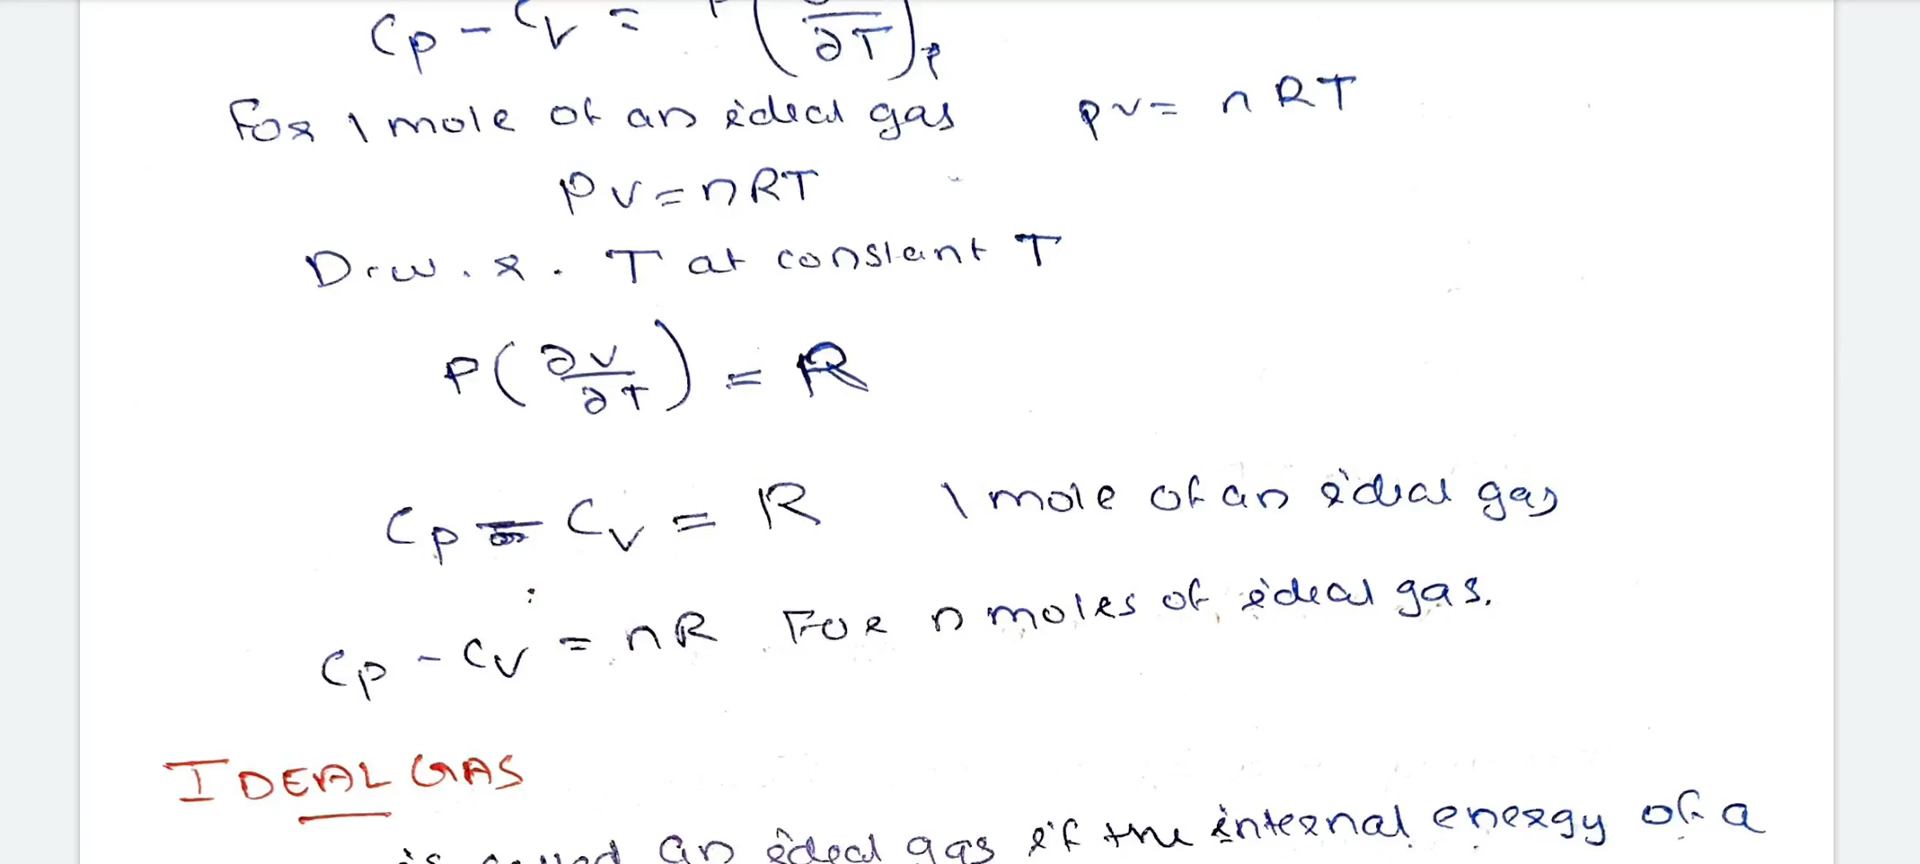 Cp - Cv = P(∂/∂T)P
For 1 mole of an ideal gas   pv = nRT
PV = nRT
D.w.r. T at constant T
P(∂V/∂T) = R
Cp - Cv = R   1 mole of an ideal gas
Cp - Cv = nR For n moles of ideal gas.
IDEAL GAS
is called an ideal gas if the internal energy of a